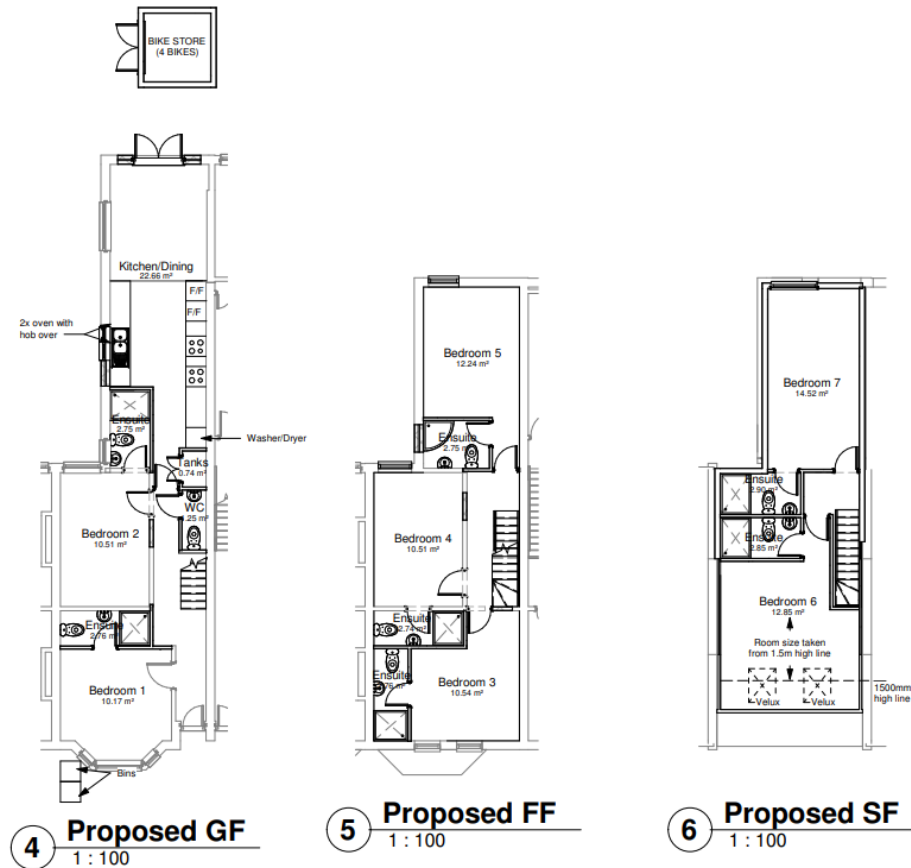 BIKE STORE
(4 BIKES)
Kitchen/Dining
22.66 m²
F/F
F/F
2x oven with
hob over
Ensuite
2.75 m²
Washer/Dryer
Tanks
0.74 m²
WC
Bedroom 2
10.51 m²
Ensuite
2.76 m²
Bedroom 1
10.17 m²
Bins
4
Proposed GF
1 : 100
Bedroom 5
12.24 m²
Ensuite
2.75 m²
Bedroom 4
10.51 m²
Ensuite
2.74 m²
Ensuite
Bedroom 3
10.54 m²
5
Proposed FF
1 : 100
Bedroom 7
14.52 m²
Ensuite
2.90 m²
Ensuite
2.85 m²
Bedroom 6
12.85 m²
Room size taken
from 1.5m high line
1500mm
high line
Velux
Velux
6
Proposed SF
1 : 100